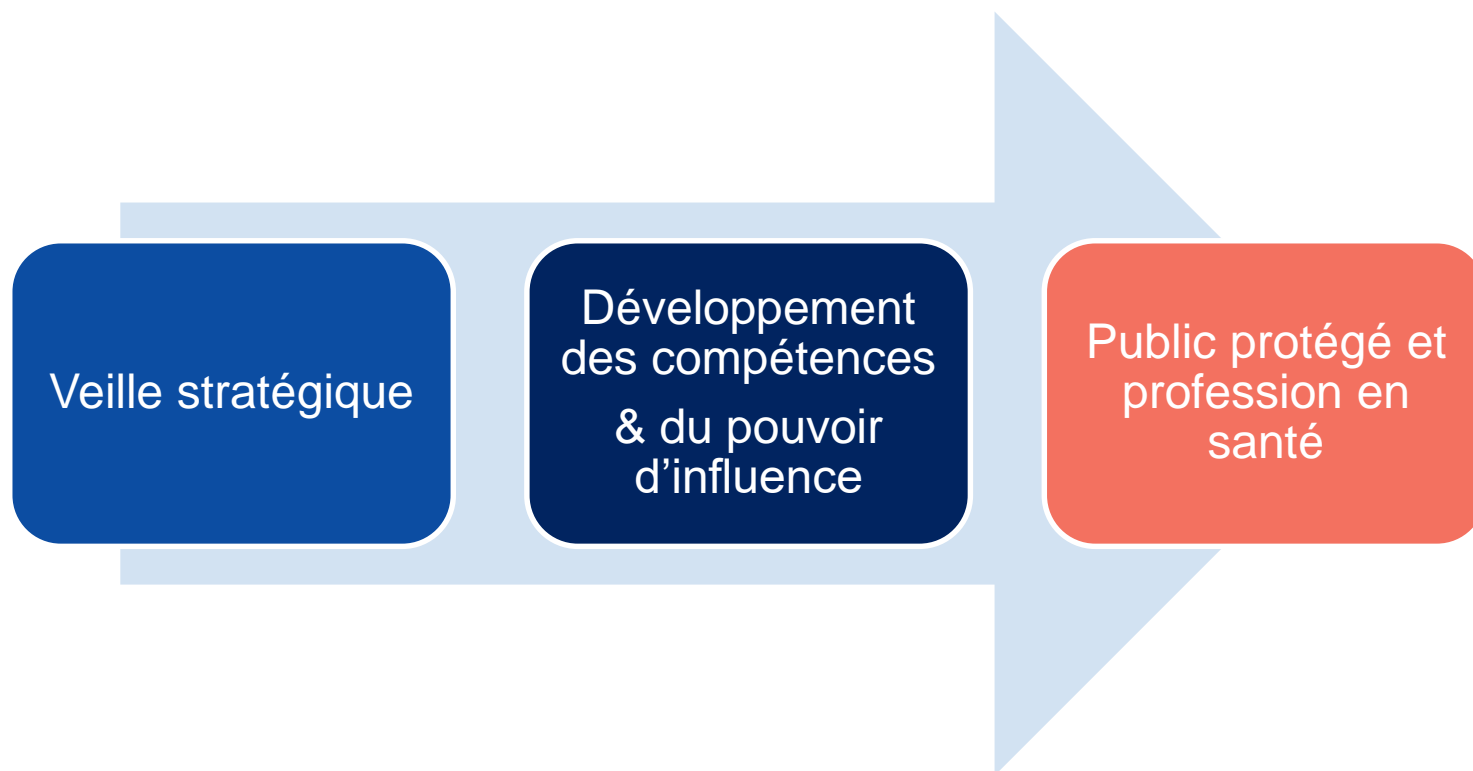 Veille stratégique
Développement
des compétences
& du pouvoir
d’influence
Public protégé et
profession en
santé